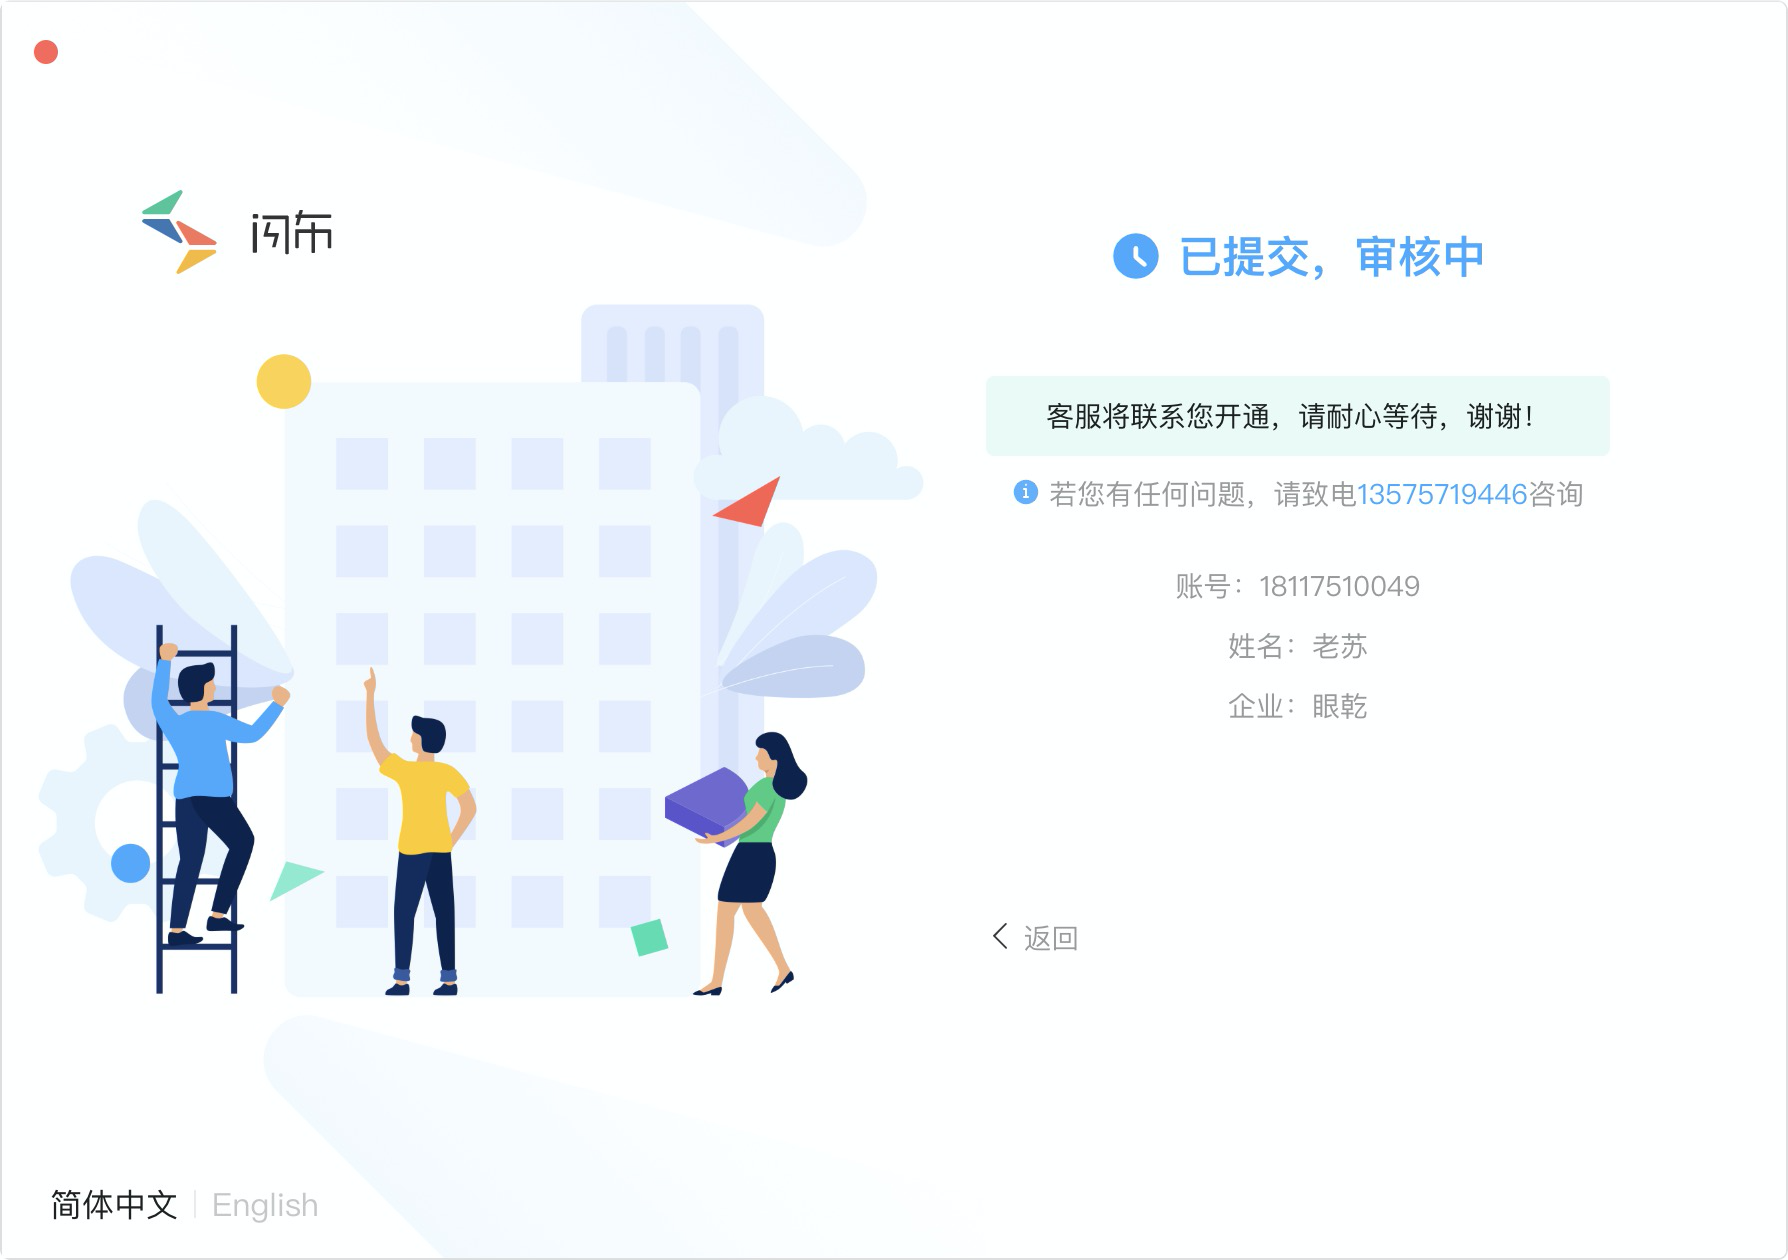 闪布
已提交，审核中
客服将联系您开通，请耐心等待，谢谢！
若您有任何问题，请致电13575719446咨询
账号：18117510049
姓名：老苏
企业：眼乾
返回
简体中文 | English